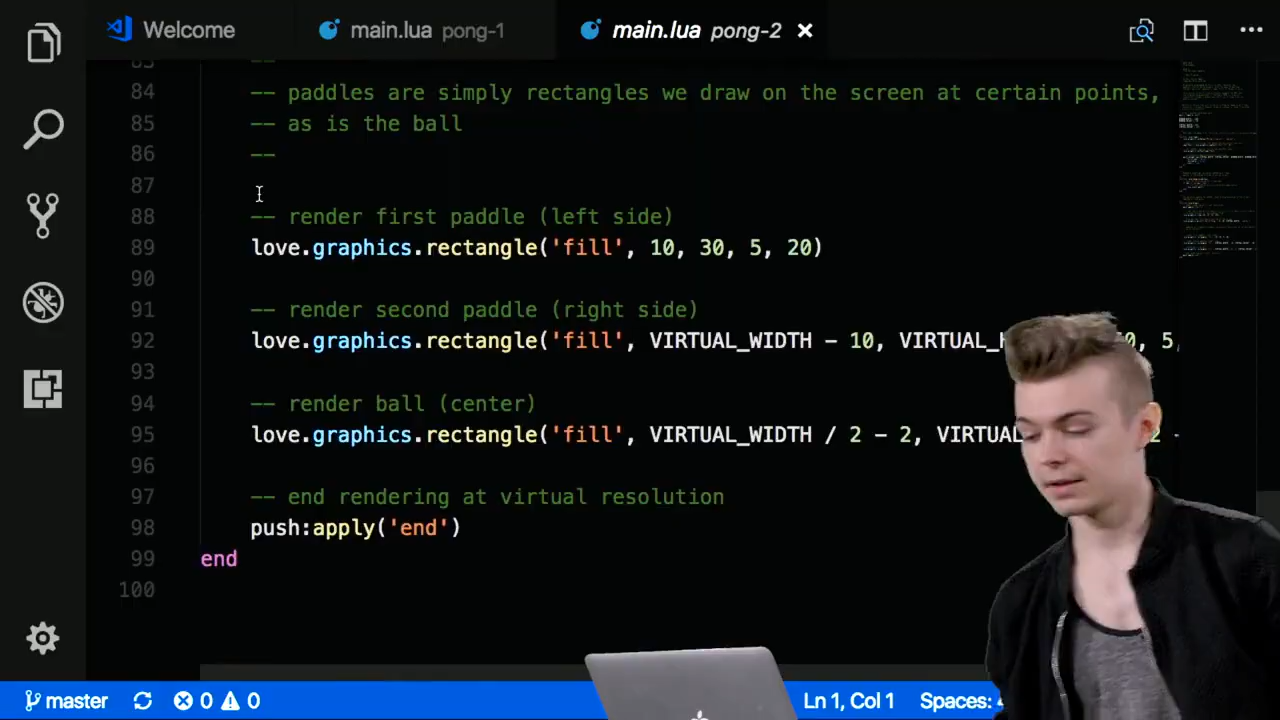 Welcome
main.lua pong-1
main.lua pong-2
84 -- paddles are simply rectangles we draw on the screen at certain points,
85 -- as is the ball
86 --
87
88 -- render first paddle (left side)
89 love.graphics.rectangle('fill', 10, 30, 5, 20)
90
91 -- render second paddle (right side)
92 love.graphics.rectangle('fill', VIRTUAL_WIDTH - 10, 5,
93
94 -- render ball (center)
95 love.graphics.rectangle('fill', VIRTUAL_WIDTH / 2 - 2, 2 -
96
97 -- end rendering at virtual resolution
98 push:apply('end')
99 end
100
master 0 0 Ln 1, Col 1 Spaces: